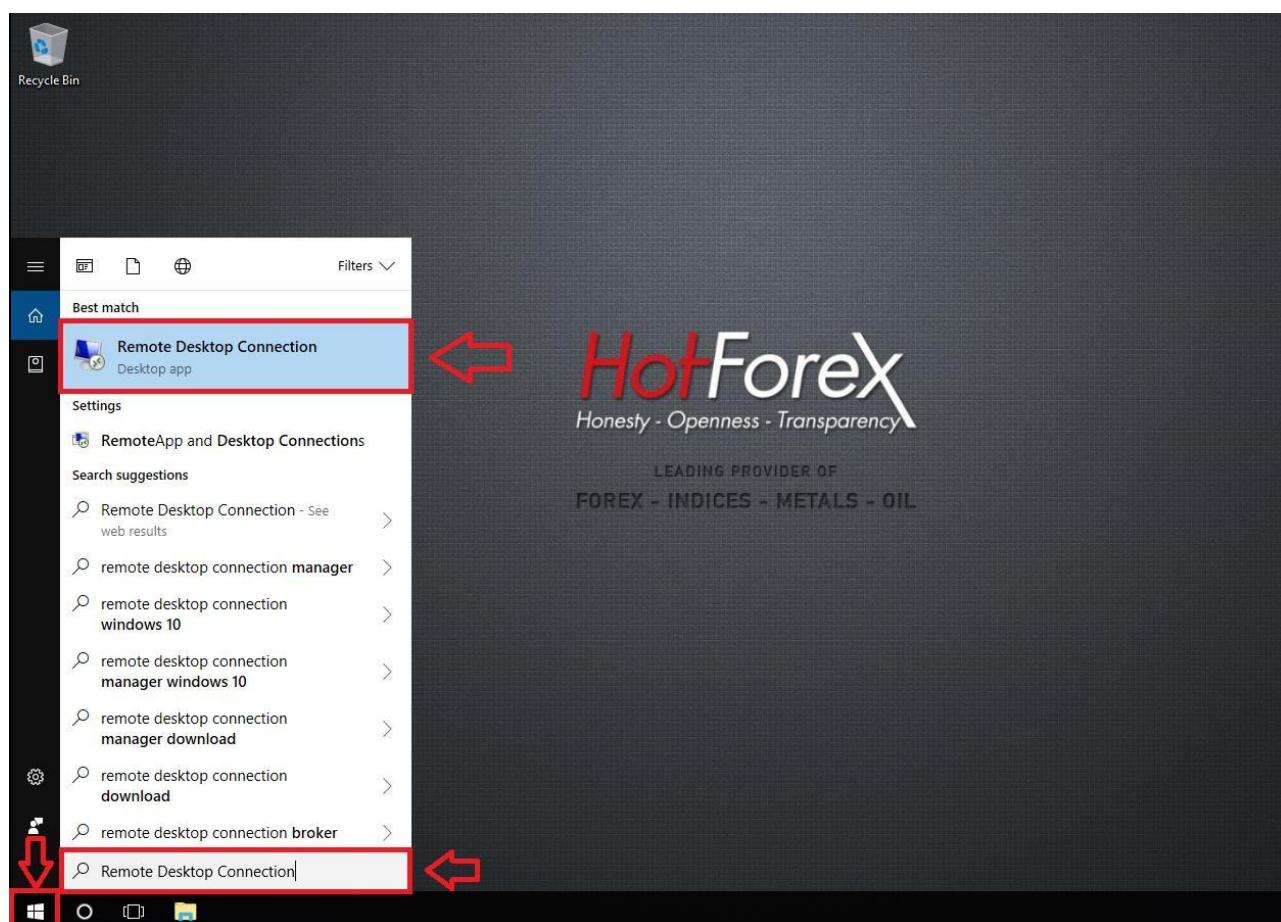 Recycle Bin
Filters
Best match
Remote Desktop Connection
Desktop app
Settings
RemoteApp and Desktop Connections
Search suggestions
Remote Desktop Connection - See
web results
remote desktop connection manager
remote desktop connection
windows 10
remote desktop connection
manager windows 10
remote desktop connection
manager download
remote desktop connection
download
remote desktop connection broker
Remote Desktop Connection
HotForex
Honesty - Openness - Transparency
LEADING PROVIDER OF
FOREX - INDICES - METALS - OIL